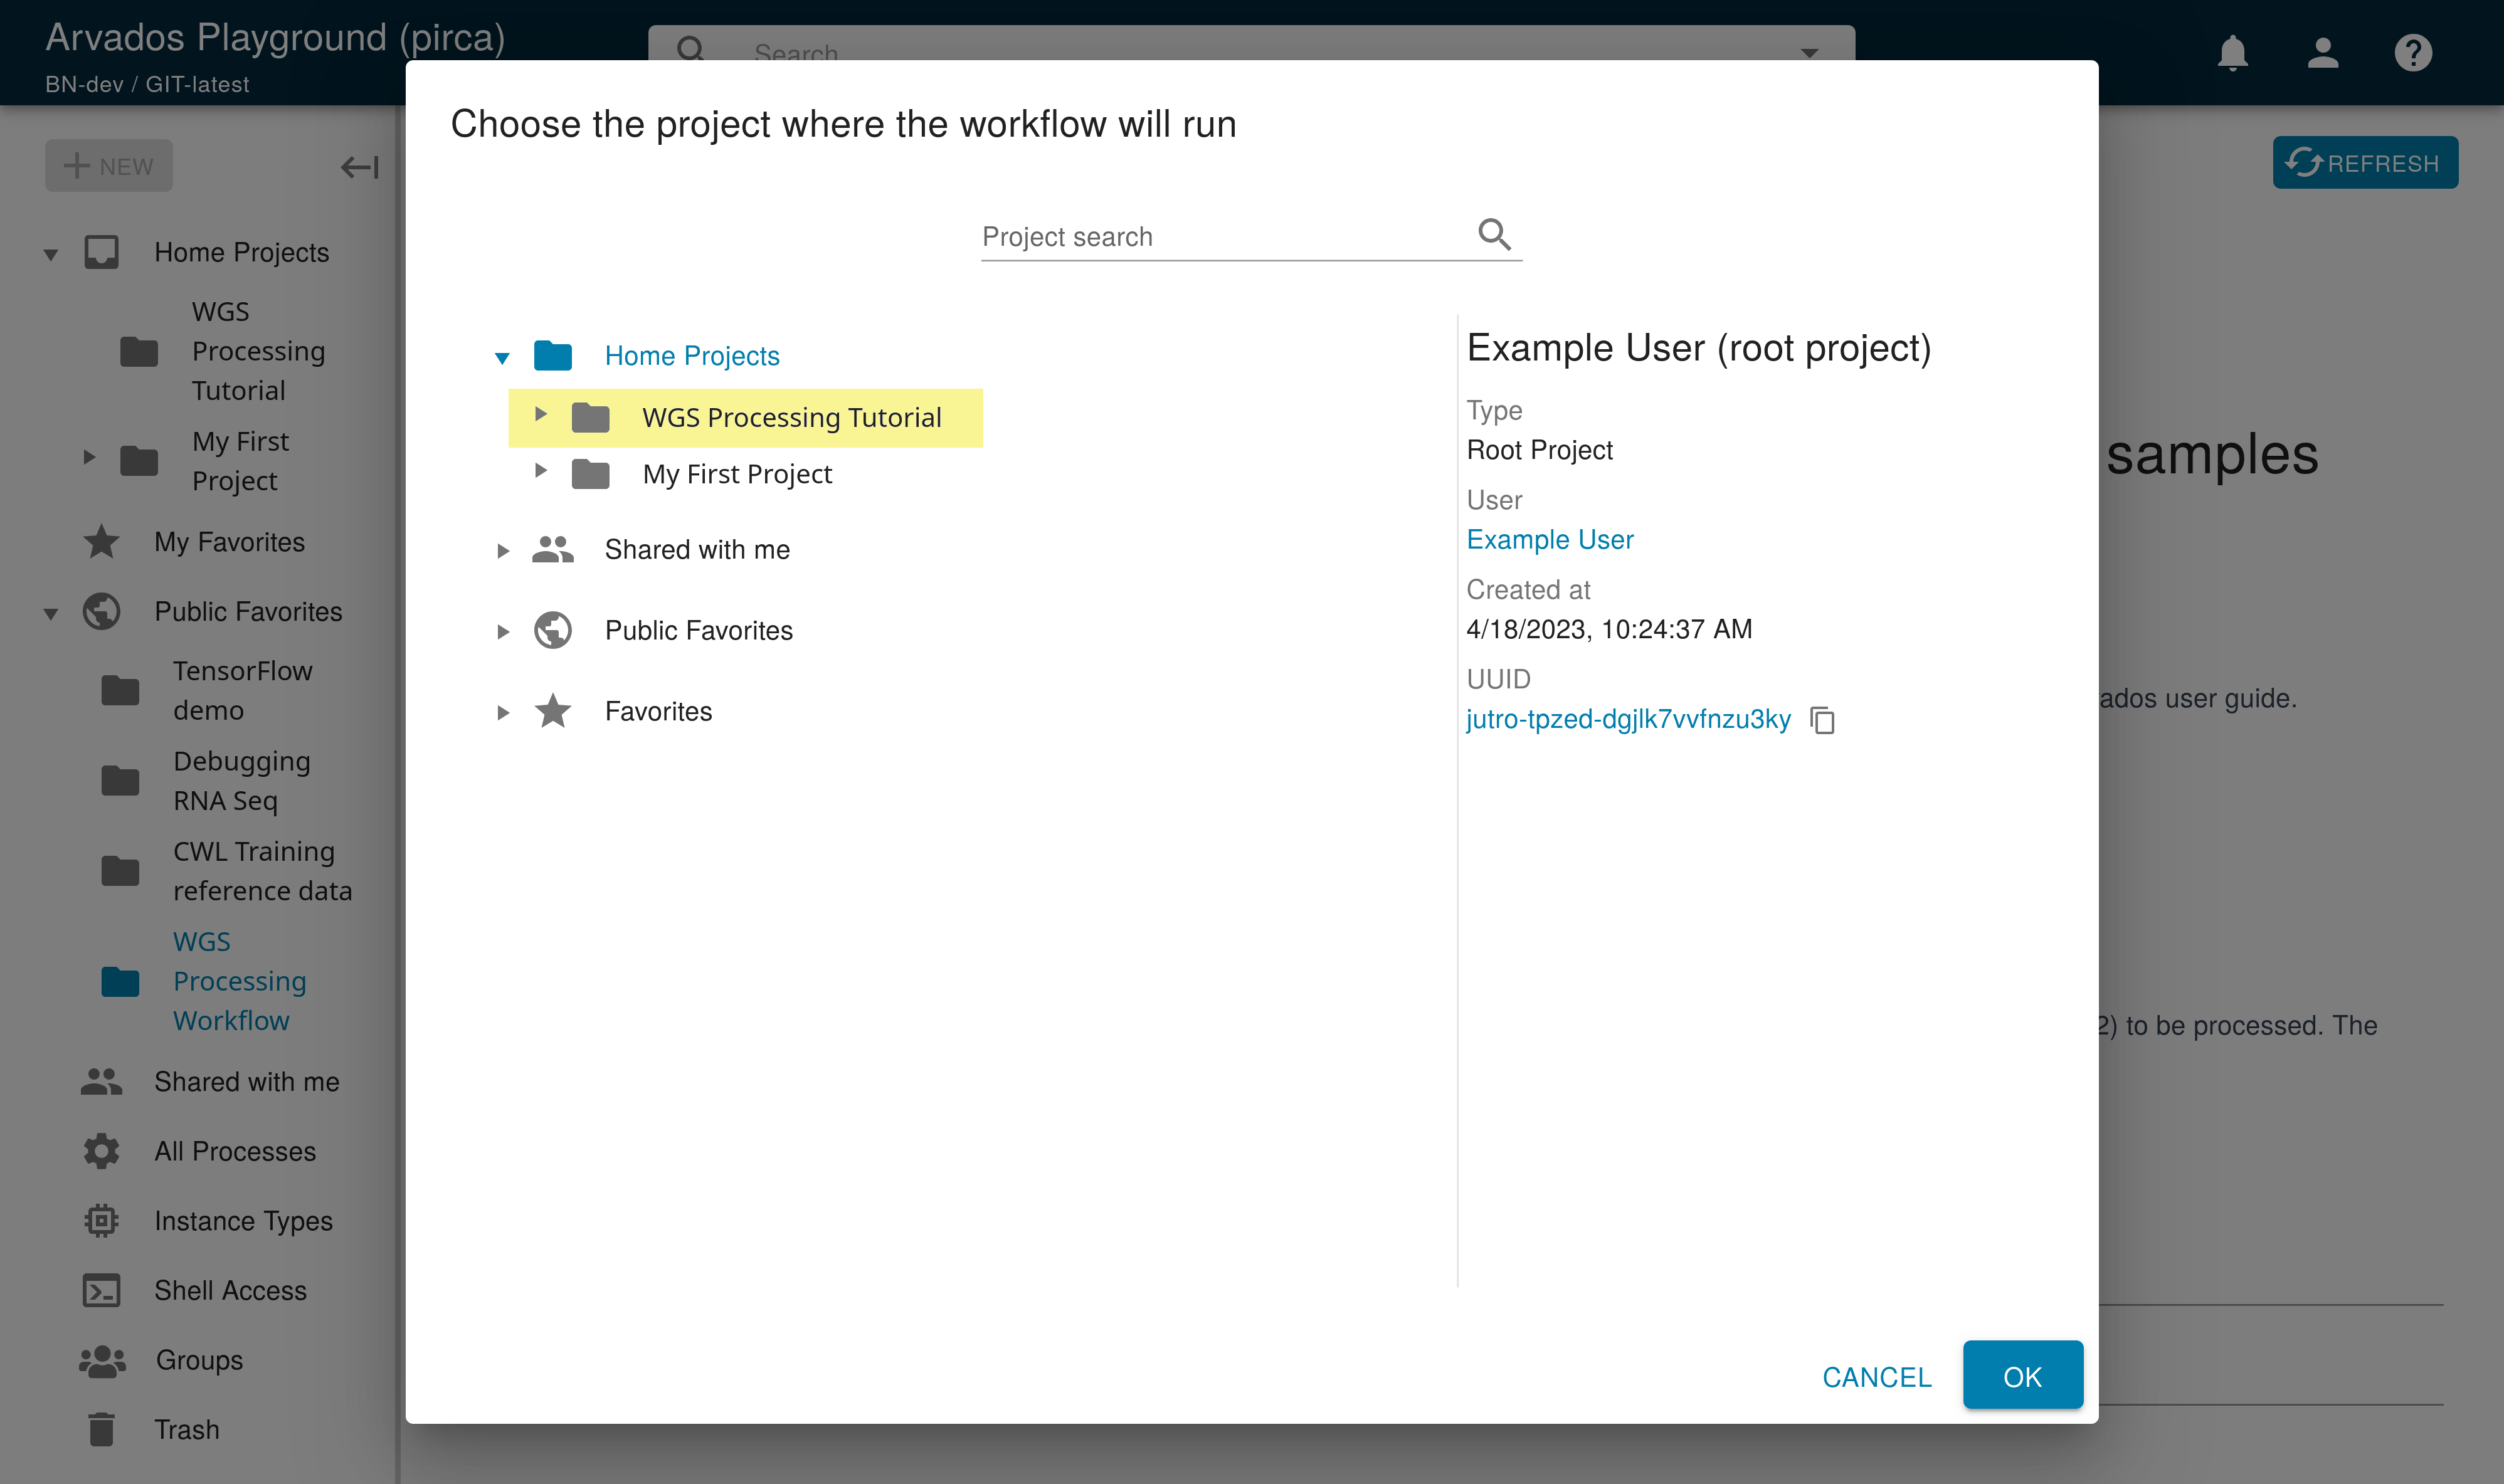 Arvados Playground (pirca)
BN-dev / GIT-latest
Search
NEW
REFRESH
Home Projects
WGS
Processing
Tutorial
My First
Project
My Favorites
Public Favorites
TensorFlow
demo
Debugging
RNA Seq
CWL Training
reference data
WGS
Processing
Workflow
Shared with me
All Processes
Instance Types
Shell Access
Groups
Trash
Choose the project where the workflow will run
Project search
Home Projects
WGS Processing Tutorial
My First Project
Shared with me
Public Favorites
Favorites
Example User (root project)
Type
Root Project
User
Example User
Created at
4/18/2023, 10:24:37 AM
UUID
jutro-tpzed-dgjlk7vvfnzu3ky
CANCEL
OK
samples
ados user guide.
2) to be processed. The